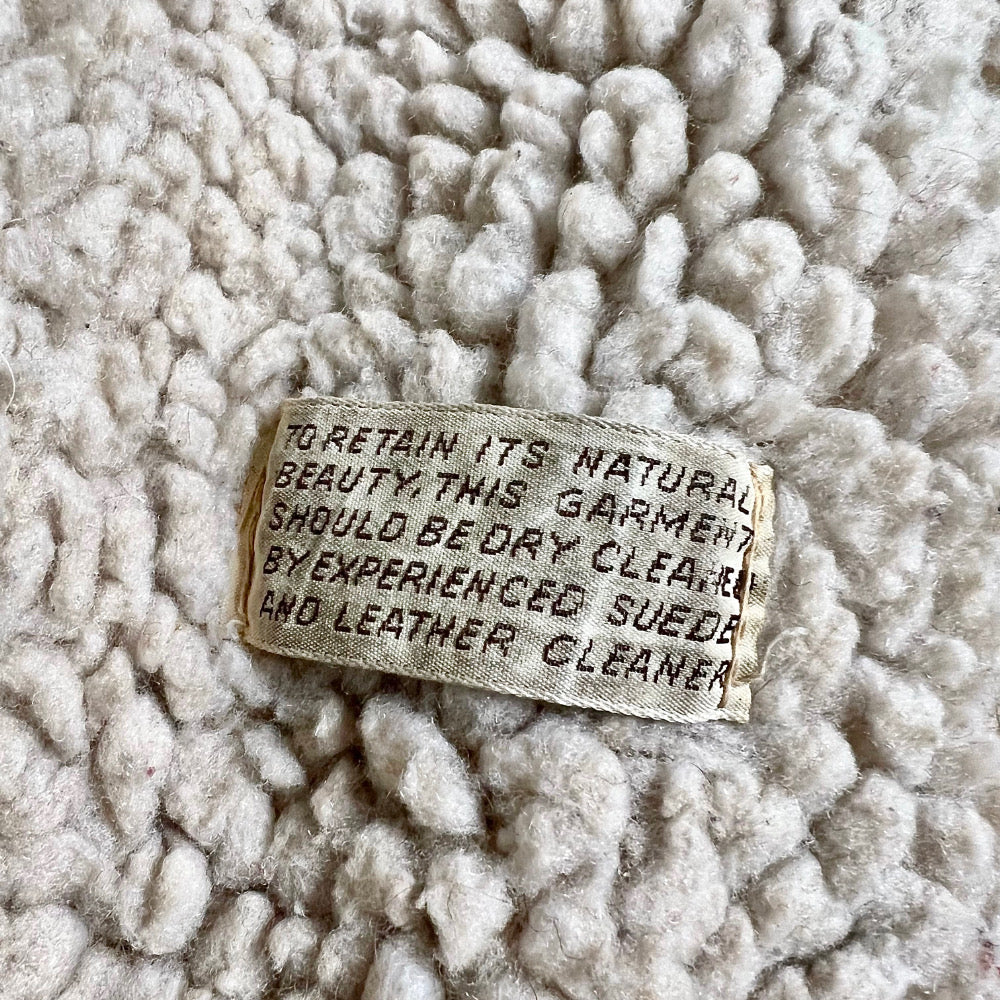 TO RETAIN ITS NATURAL
BEAUTY, THIS GARMENT
SHOULD BE DRY CLEANED
BY EXPERIENCED SUEDE
AND LEATHER CLEANER